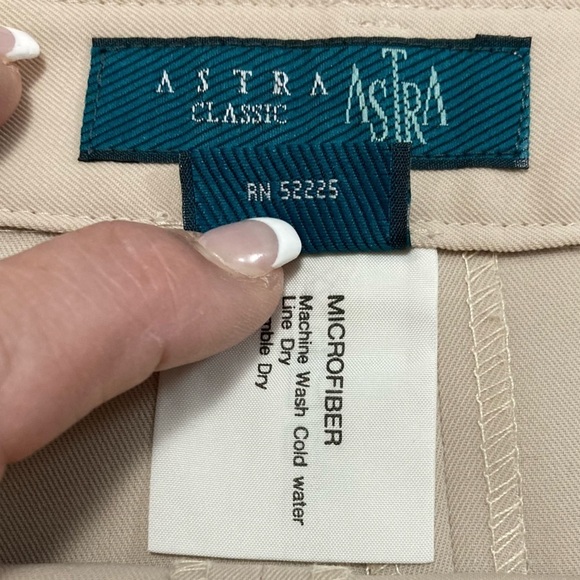 ASTRA
CLASSIC
ASTRA
RN 52225
MICROFIBER
Machine Wash Cold water
Line Dry
Dry